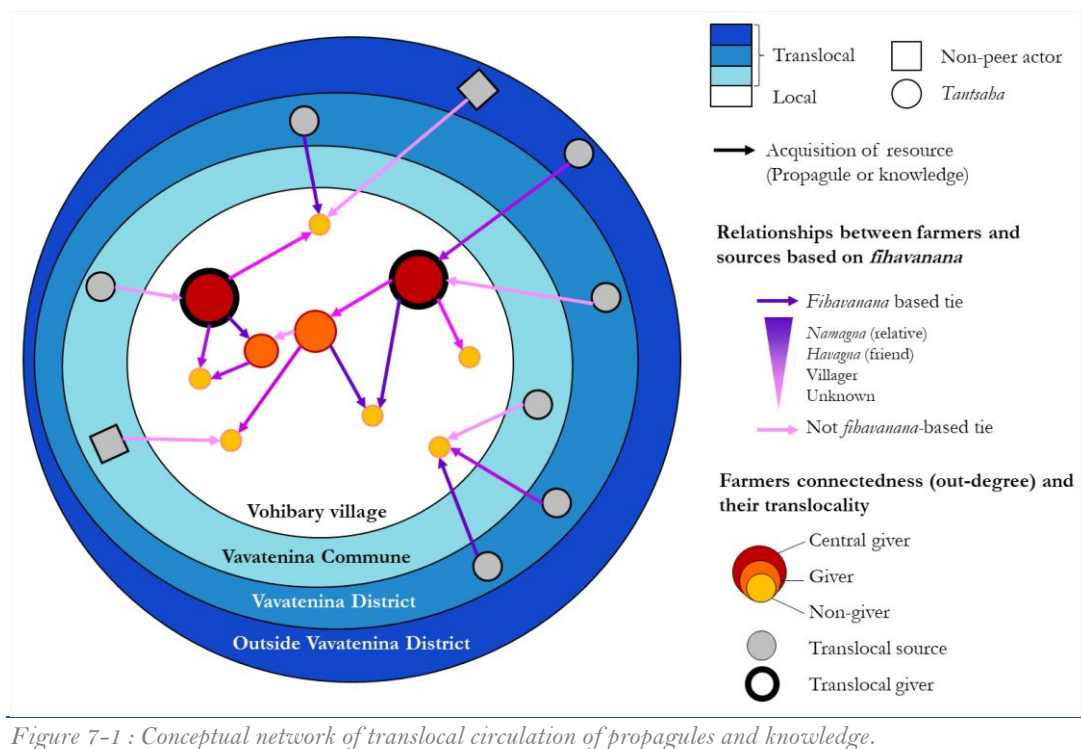 Translocal
Local
Non-peer actor
Tantsaha
Acquisition of resource
(Propagule or knowledge)
Relationships between farmers and
sources based on fihavanana
Fihavanana based tie
Namagna (relative)
Havagna (friend)
Villager
Unknown
Not fihavanana-based tie
Farmers connectedness (out-degree) and
their translocality
Central giver
Giver
Non-giver
Translocal source
Translocal giver
Vohibary village
Vavatenina Commune
Vavatenina District
Outside Vavatenina District
Figure 7-1 : Conceptual network of translocal circulation of propagules and knowledge.